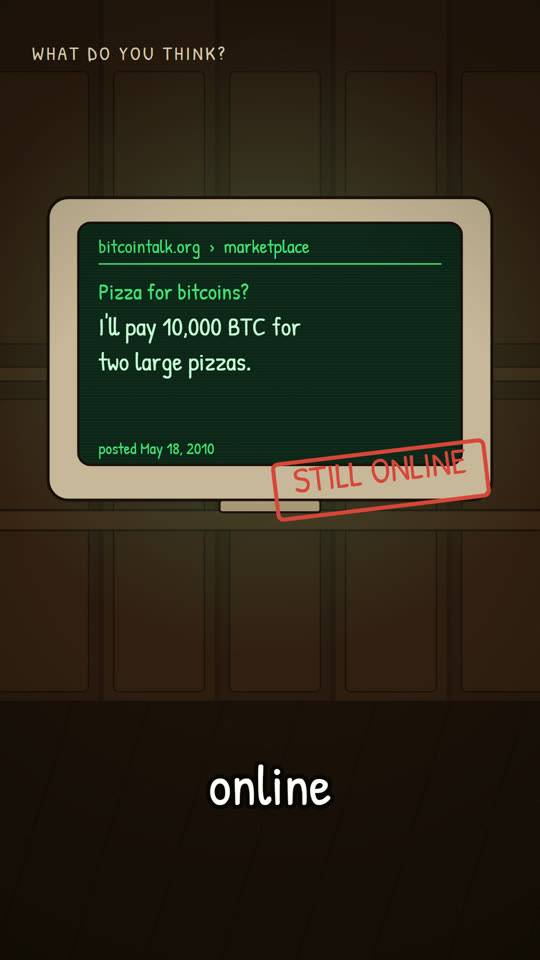 WHAT DO YOU THINK?
bitcointalk.org › marketplace
Pizza for bitcoins?
I'll pay 10,000 BTC for
two large pizzas.
posted May 18, 2010
STILL ONLINE
online